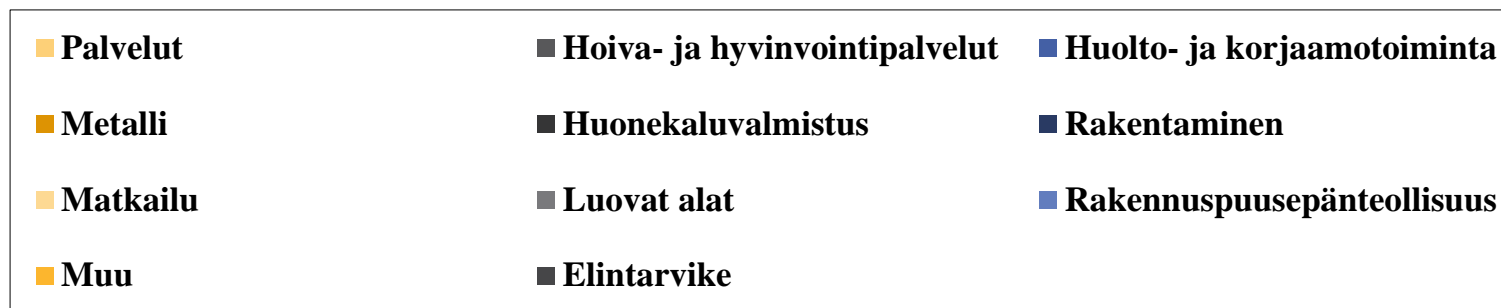 Palvelut Hoiva- ja hyvinvointipalvelut Huolto- ja korjaamotoiminta
Metalli Huonekaluvalmistus Rakentaminen
Matkailu Luovat alat Rakennuspuusepänteollisuus
Muu Elintarvike